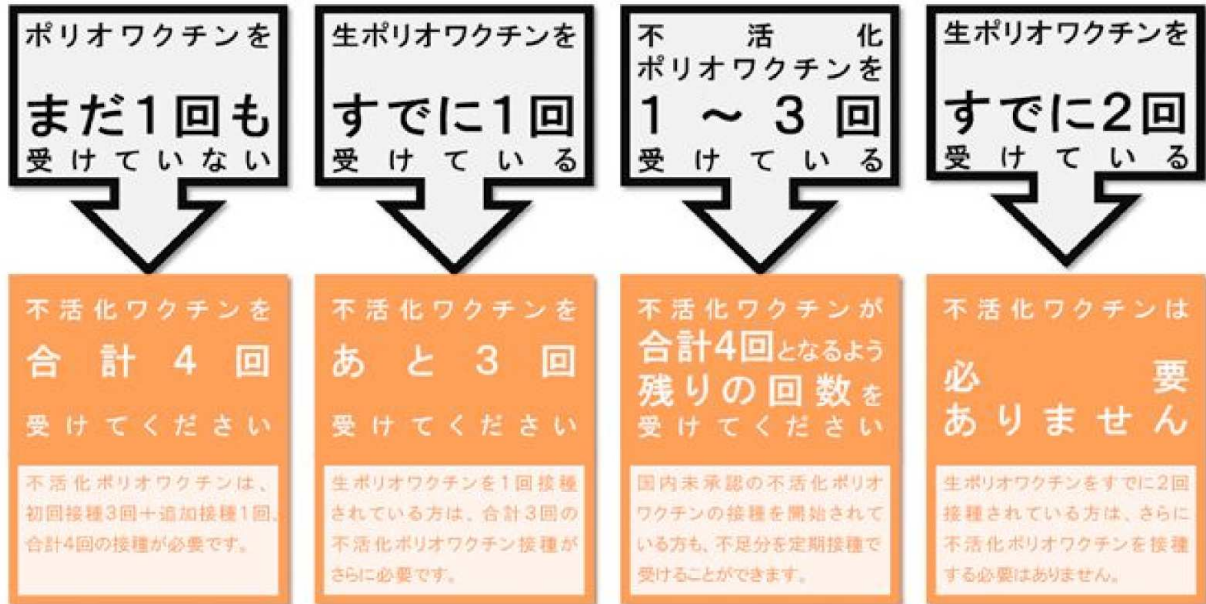 ポリオワクチンを
まだ1回も
受けていない
生ポリオワクチンを
すでに1回
受けている
不活化
ポリオワクチンを
1～3回
受けている
生ポリオワクチンを
すでに2回
受けている
不活化ワクチンを
合計4回
受けてください
不活化ポリオワクチンは、
初回接種3回＋追加接種1回、
合計4回の接種が必要です。
不活化ワクチンを
あと3回
受けてください
生ポリオワクチンを1回接種
されている方は、合計3回の
不活化ポリオワクチン接種が
さらに必要です。
不活化ワクチンが
合計4回となるよう
残りの回数を
受けてください
国内未承認の不活化ポリオ
ワクチンの接種を開始されて
いる方も、不足分を定期接種で
受けることができます。
不活化ワクチンは
必要
ありません
生ポリオワクチンをすでに2回
接種されている方は、さらに
不活化ポリオワクチンを接種
する必要はありません。